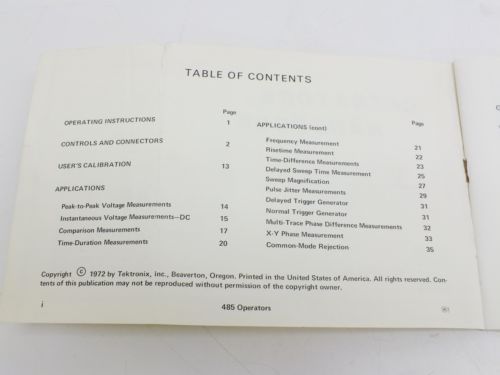 TABLE OF CONTENTS
Page
OPERATING INSTRUCTIONS 1
CONTROLS AND CONNECTORS 2
USER'S CALIBRATION 13
APPLICATIONS
Peak-to-Peak Voltage Measurements 14
Instantaneous Voltage Measurements—DC 15
Comparison Measurements 17
Time-Duration Measurements 20
Page
APPLICATIONS (cont)
Frequency Measurement 21
Risetime Measurement 22
Time-Difference Measurements 23
Delayed Sweep Time Measurement 25
Sweep Magnification 27
Pulse Jitter Measurements 29
Delayed Trigger Generator 31
Normal Trigger Generator 31
Multi-Trace Phase Difference Measurements 32
X-Y Phase Measurement 33
Common-Mode Rejection 35
Copyright © 1972 by Tektronix, Inc., Beaverton, Oregon. Printed in the United States of America. All rights reserved. Con-
tents of this publication may not be reproduced without permission of the copyright owner.
i 485 Operators